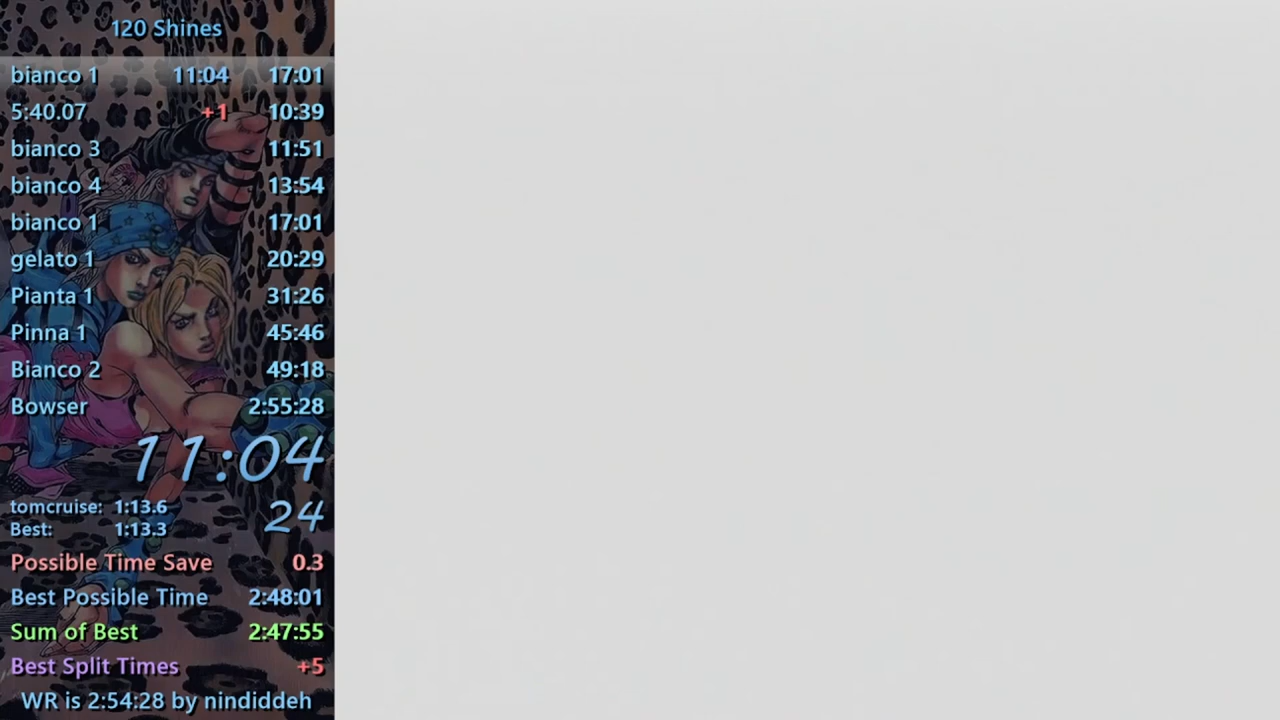 120 Shines
bianco 1 11:04 17:01
5:40.07 +1 10:39
bianco 3 11:51
bianco 4 13:54
bianco 1 17:01
gelato 1 20:29
Pianta 1 31:26
Pinna 1 45:46
Bianco 2 49:18
Bowser 2:55:28
11:04
tomcruise: 1:13.6 24
Best: 1:13.3
Possible Time Save 0.3
Best Possible Time 2:48:01
Sum of Best 2:47:55
Best Split Times +5
WR is 2:54:28 by nindiddeh